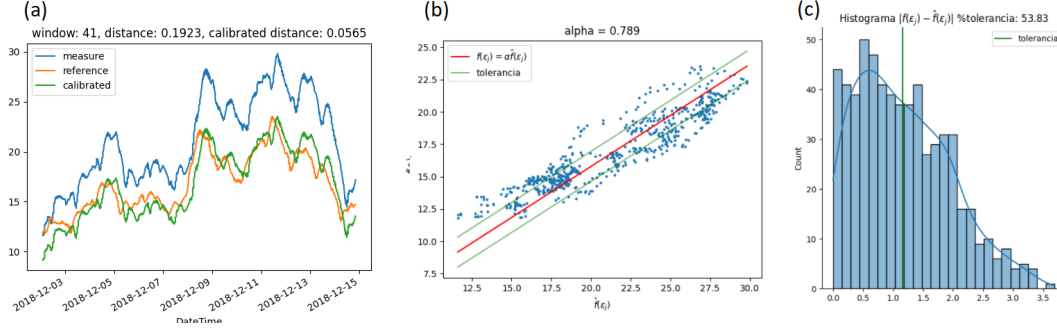 (a)
window: 41, distance: 0.1923, calibrated distance: 0.0565
30
25
20
15
10
measure
reference
calibrated
2018-12-03
2018-12-05
2018-12-07
2018-12-09
2018-12-11
2018-12-13
2018-12-15
DateTime
(b)
alpha = 0.789
25.0
22.5
20.0
17.5
15.0
12.5
10.0
7.5
f(εⱼ) = αf̂(εⱼ)
tolerancia
12.5 15.0 17.5 20.0 22.5 25.0 27.5 30.0
f̂(εⱼ)
(c)
Histograma |f(εⱼ) − f̂(εⱼ)| %tolerancia: 53.83
50
40
30
20
10
0
Count
tolerancia
0.0 0.5 1.0 1.5 2.0 2.5 3.0 3.5